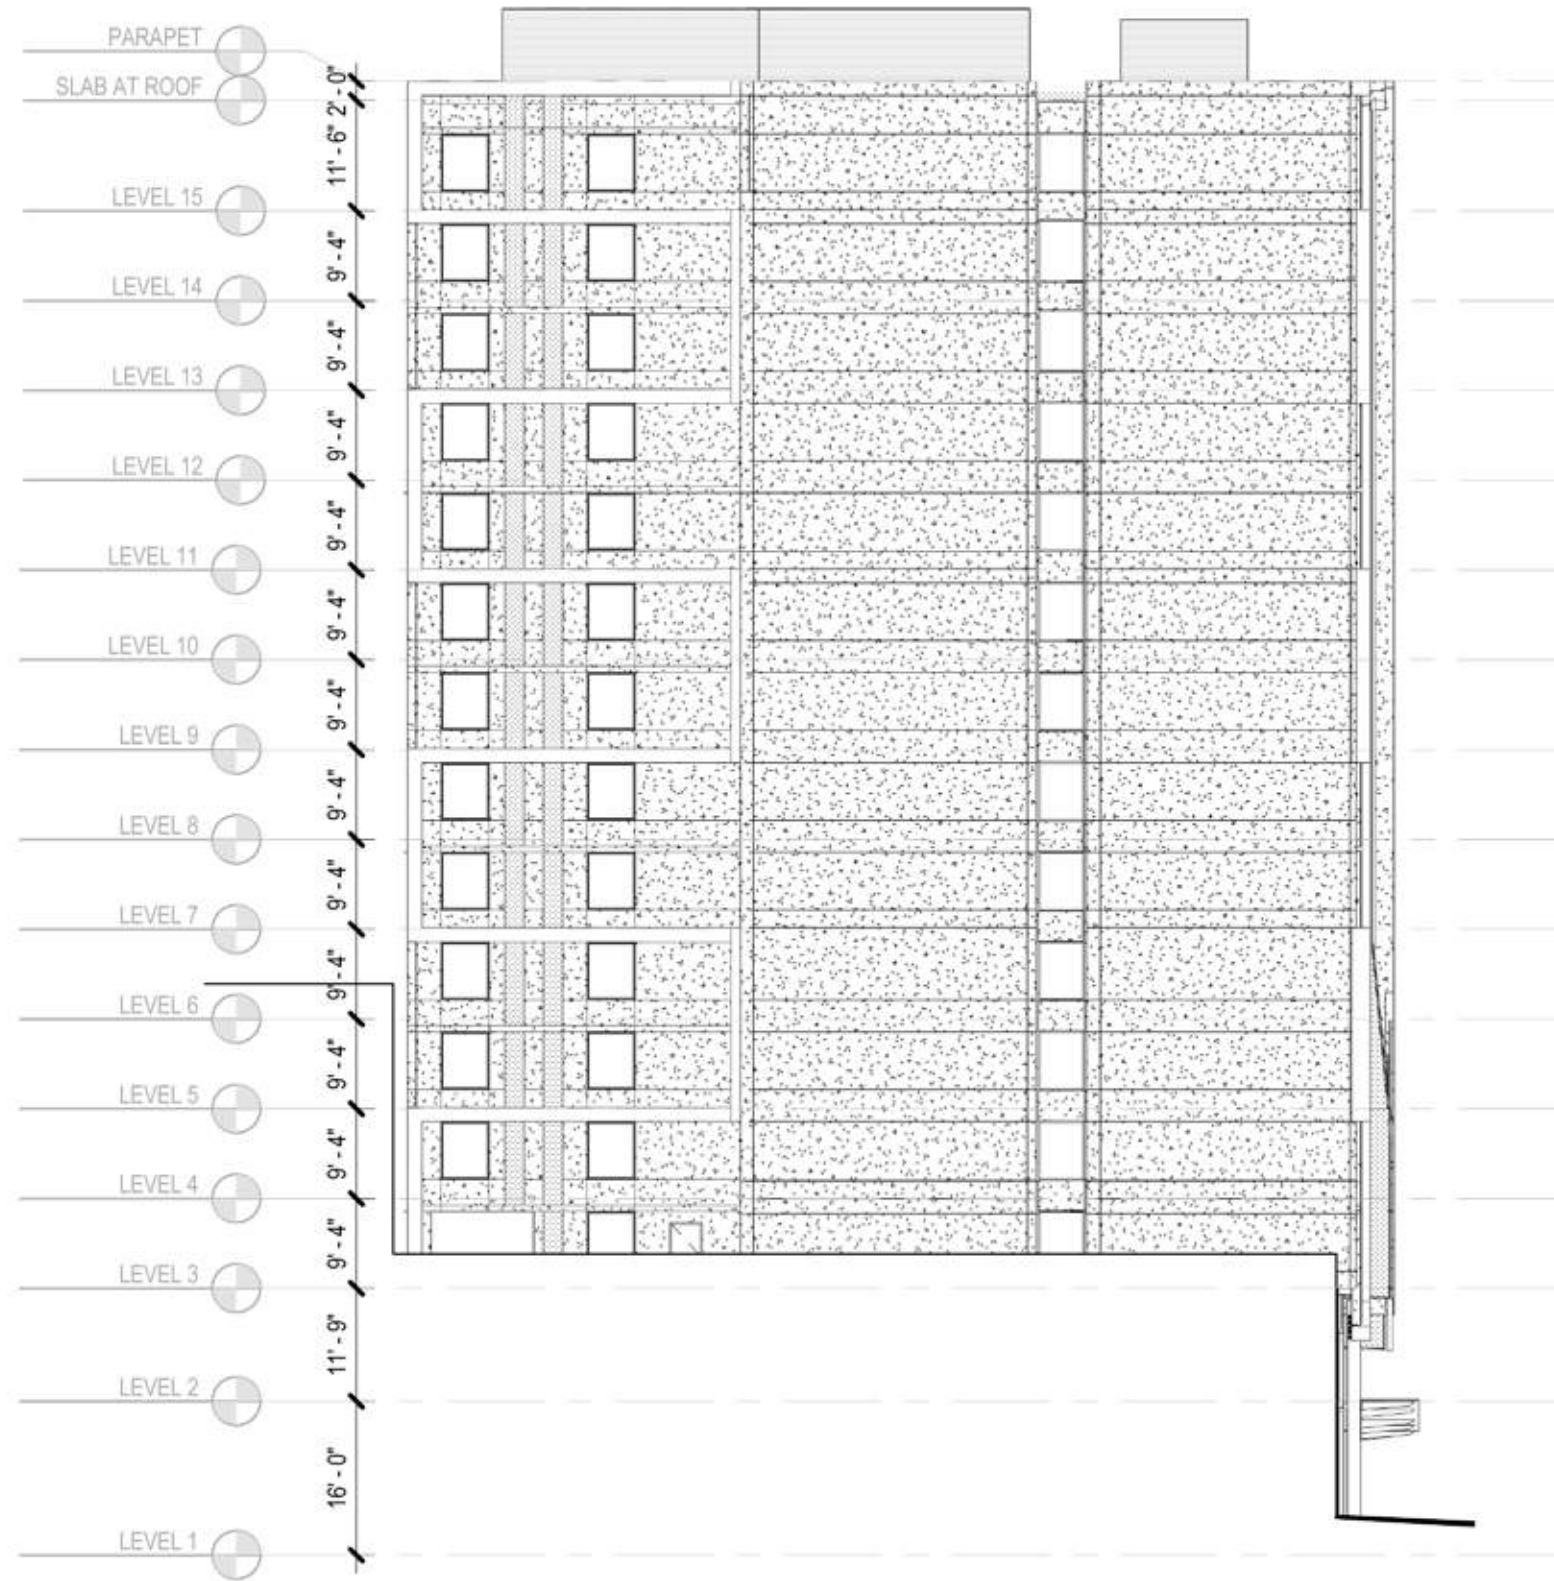 PARAPET
2' - 0"
SLAB AT ROOF
11' - 6"
LEVEL 15
9' - 4"
LEVEL 14
9' - 4"
LEVEL 13
9' - 4"
LEVEL 12
9' - 4"
LEVEL 11
9' - 4"
LEVEL 10
9' - 4"
LEVEL 9
9' - 4"
LEVEL 8
9' - 4"
LEVEL 7
9' - 4"
LEVEL 6
9' - 4"
LEVEL 5
9' - 4"
LEVEL 4
9' - 4"
LEVEL 3
11' - 9"
LEVEL 2
16' - 0"
LEVEL 1